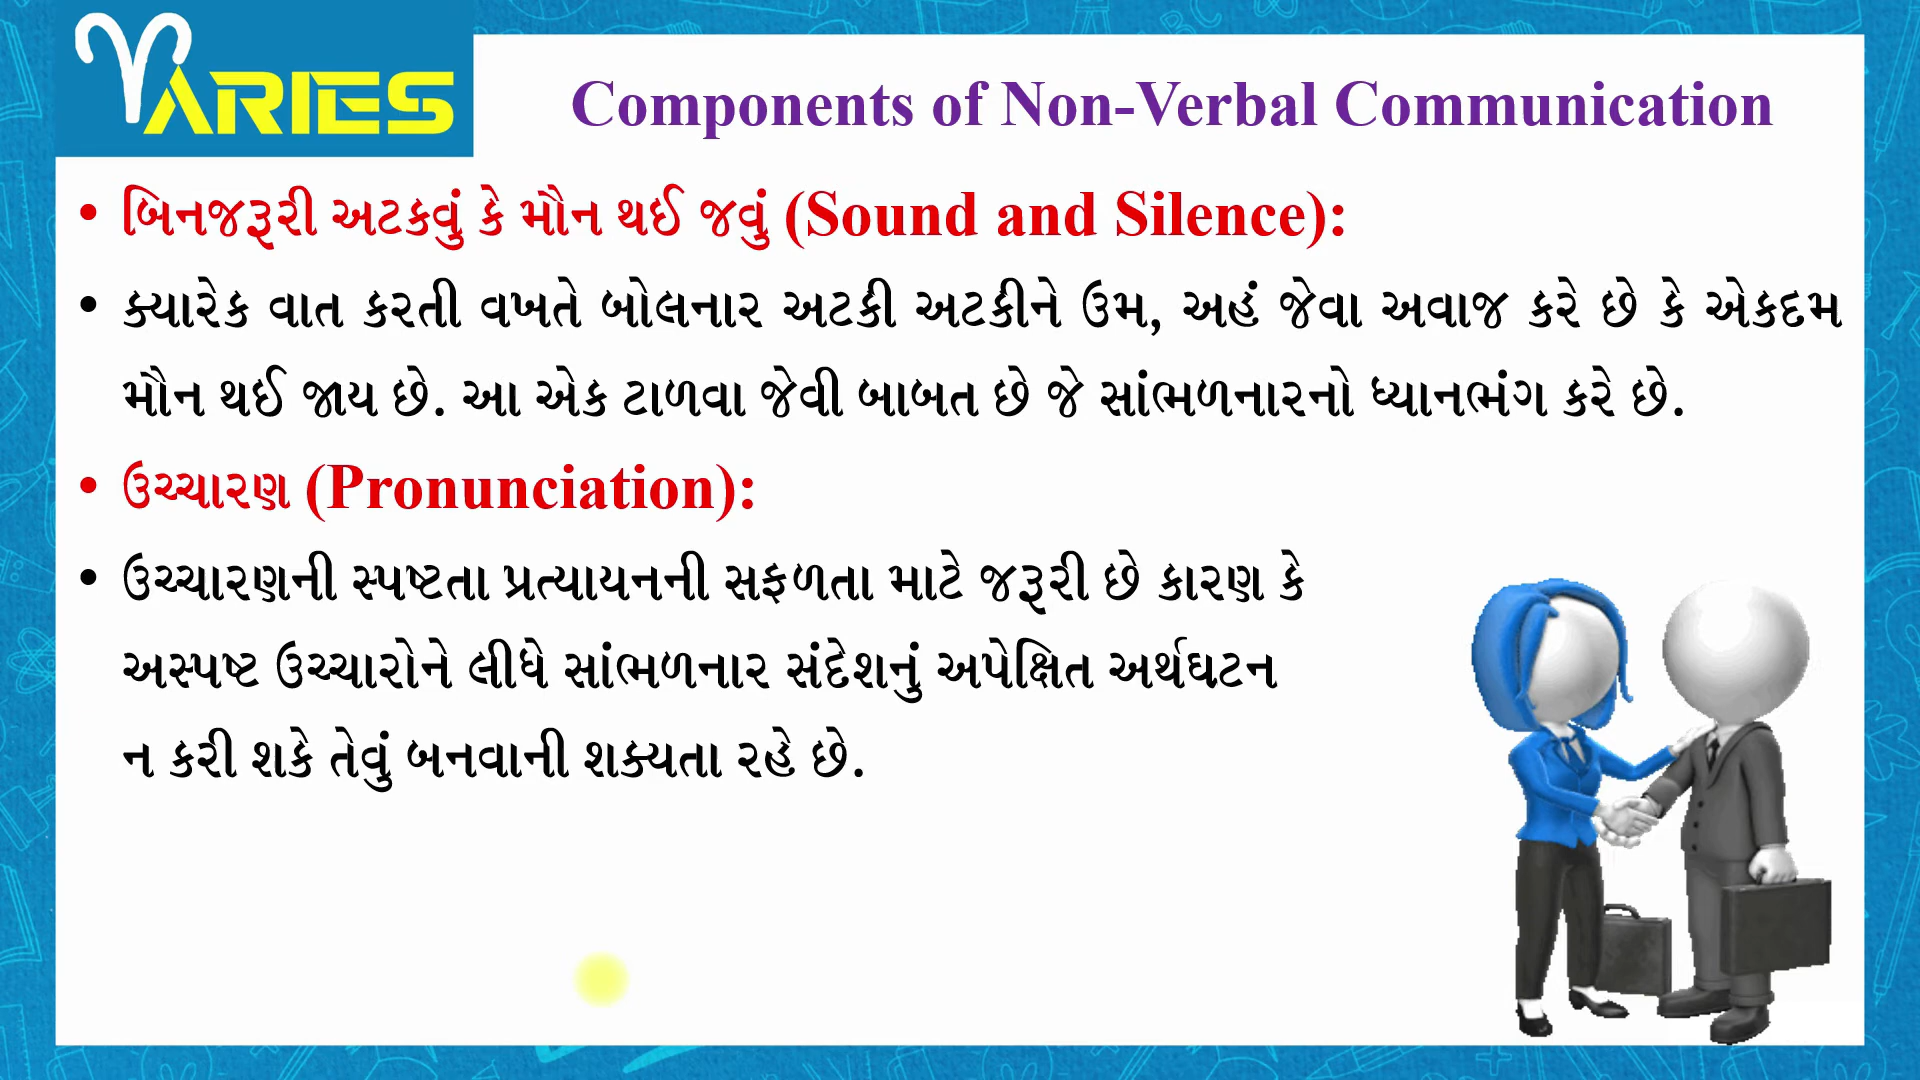 ARIES
Components of Non-Verbal Communication
• બિનજરૂરી અટકવું કે મૌન થઈ જવું (Sound and Silence):
• ક્યારેક વાત કરતી વખતે બોલનાર અટકી અટકીને ઉમ, અહં જેવા અવાજ કરે છે કે એકદમ
મૌન થઈ જાય છે. આ એક ટાળવા જેવી બાબત છે જે સાંભળનારનો ધ્યાનભંગ કરે છે.
• ઉચ્ચારણ (Pronunciation):
• ઉચ્ચારણની સ્પષ્ટતા પ્રત્યાયનની સફળતા માટે જરૂરી છે કારણ કે
અસ્પષ્ટ ઉચ્ચારોને લીધે સાંભળનાર સંદેશનું અપેક્ષિત અર્થઘટન
ન કરી શકે તેવું બનવાની શક્યતા રહે છે.